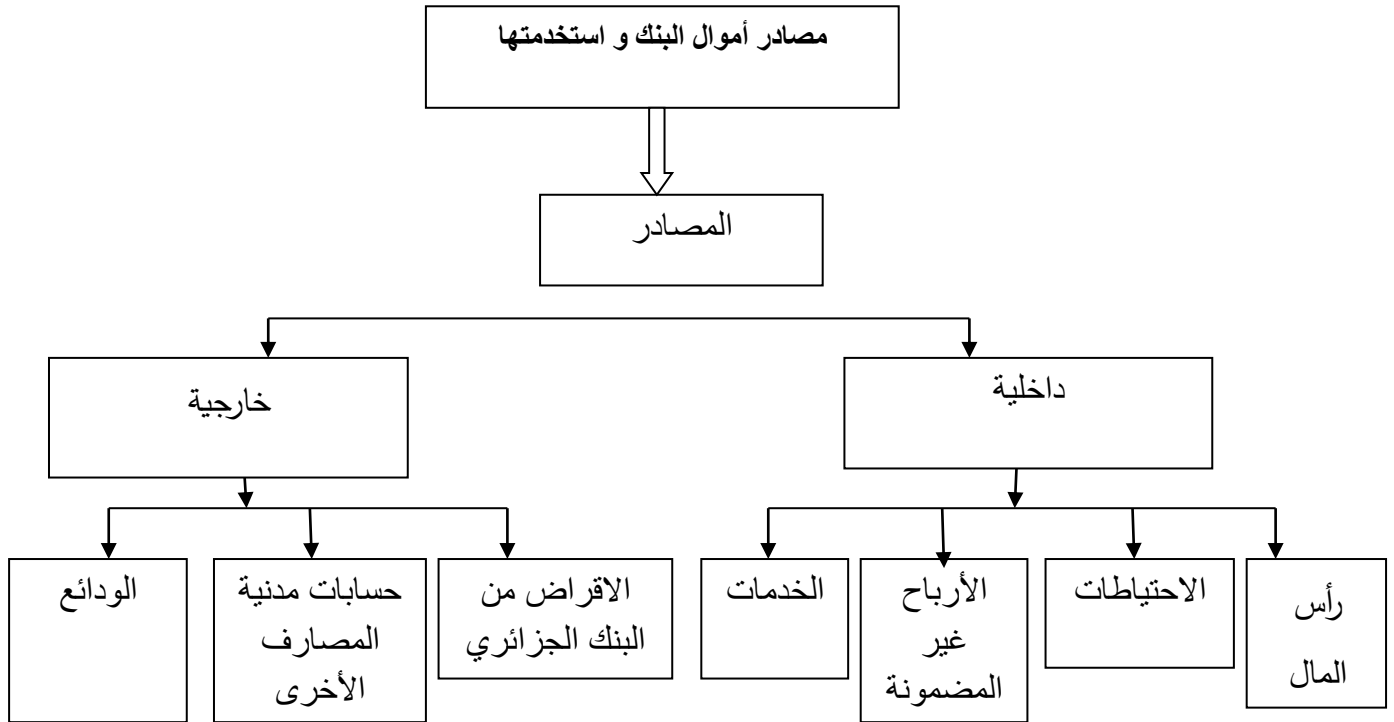 مصادر أموال البنك و استخدمتها
المصادر
داخلية
خارجية
رأس
المال
الاحتياطات
الأرباح
غير
المضمونة
الخدمات
الاقراض من
البنك الجزائري
حسابات مدنية
المصارف
الأخرى
الودائع